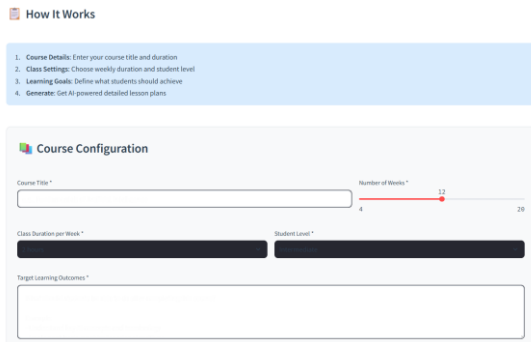 How It Works
1. Course Details: Enter your course title and duration
2. Class Settings: Choose weekly duration and student level
3. Learning Goals: Define what students should achieve
4. Generate: Get AI-powered detailed lesson plans
Course Configuration
Course Title *
Number of Weeks *
12
4
20
Class Duration per Week *
Student Level *
Target Learning Outcomes *